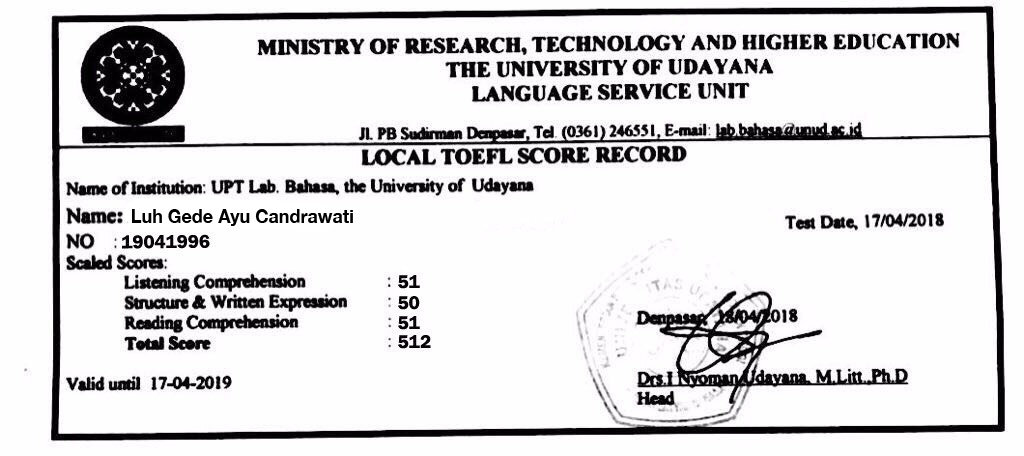 MINISTRY OF RESEARCH, TECHNOLOGY AND HIGHER EDUCATION
THE UNIVERSITY OF UDAYANA
LANGUAGE SERVICE UNIT
Jl. PB Sudirman Denpasar, Tel. (0361) 246551, E-mail: lab.bahasa@unud.ac.id
LOCAL TOEFL SCORE RECORD
Name of Institution: UPT Lab. Bahasa, the University of Udayana
Name: Luh Gede Ayu Candrawati
Test Date, 17/04/2018
NO : 19041996
Scaled Scores:
Listening Comprehension : 51
Structure & Written Expression : 50
Reading Comprehension : 51
Total Score : 512
Denpasar, 18/04/2018
Valid until 17-04-2019
Drs.I Nyoman Udayana, M.Litt.,Ph.D
Head